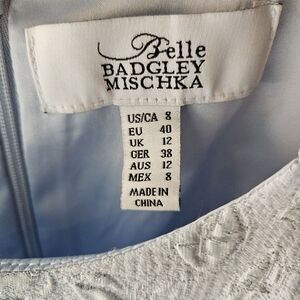 Belle
BADGLEY
MISCHKA
US/CA 8
EU 40
UK 12
GER 38
AUS 12
MEX 8
MADE IN
CHINA